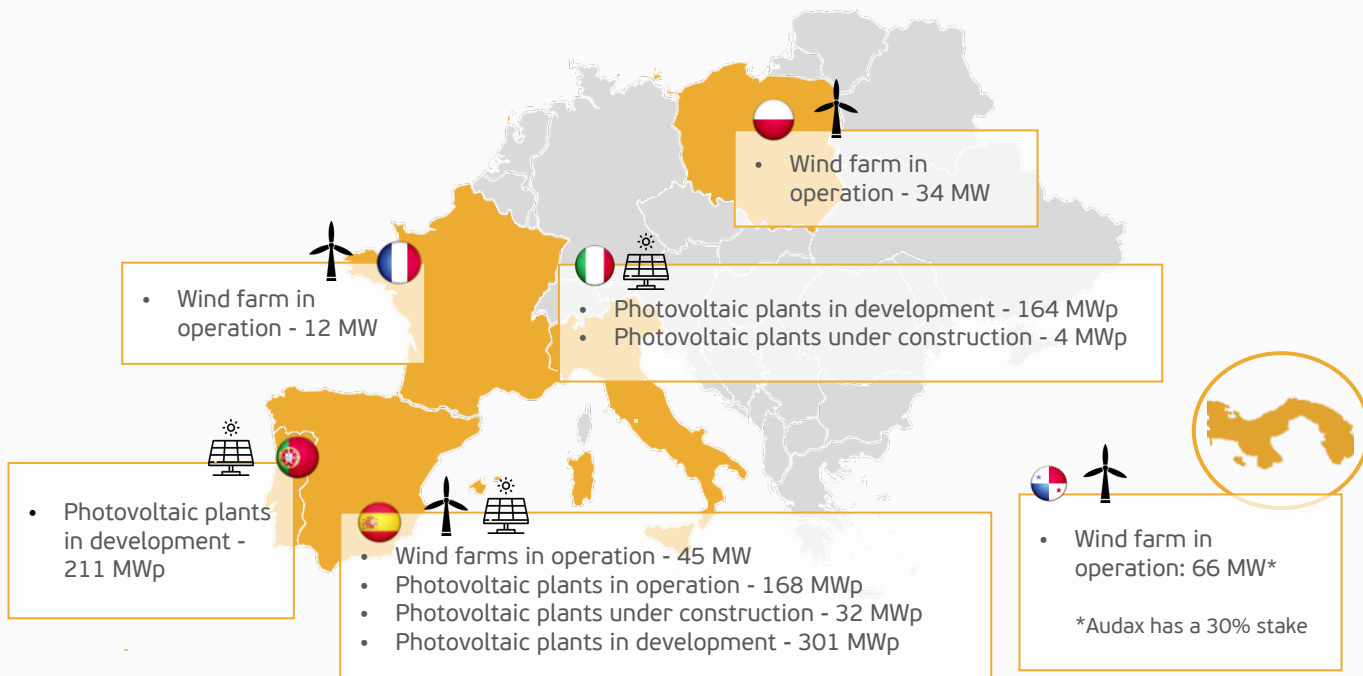 • Wind farm in
operation - 34 MW
• Wind farm in
operation - 12 MW
• Photovoltaic plants in development - 164 MWp
• Photovoltaic plants under construction - 4 MWp
• Photovoltaic plants
in development -
211 MWp
• Wind farms in operation - 45 MW
• Photovoltaic plants in operation - 168 MWp
• Photovoltaic plants under construction - 32 MWp
• Photovoltaic plants in development - 301 MWp
• Wind farm in
operation: 66 MW*
*Audax has a 30% stake